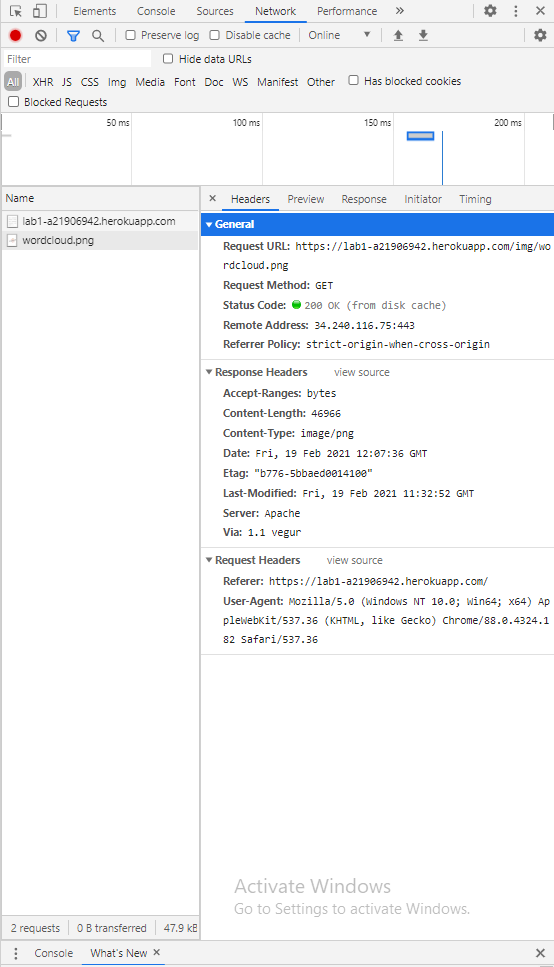 Elements Console Sources Network Performance »
Preserve log Disable cache Online
Filter Hide data URLs
All XHR JS CSS Img Media Font Doc WS Manifest Other Has blocked cookies
Blocked Requests
50 ms 100 ms 150 ms 200 ms
Name
lab1-a21906942.herokuapp.com
wordcloud.png
× Headers Preview Response Initiator Timing
General
Request URL: https://lab1-a21906942.herokuapp.com/img/wo
rdcloud.png
Request Method: GET
Status Code: 200 OK (from disk cache)
Remote Address: 34.240.116.75:443
Referrer Policy: strict-origin-when-cross-origin
Response Headers view source
Accept-Ranges: bytes
Content-Length: 46966
Content-Type: image/png
Date: Fri, 19 Feb 2021 12:07:36 GMT
Etag: "b776-5bbaed0014100"
Last-Modified: Fri, 19 Feb 2021 11:32:52 GMT
Server: Apache
Via: 1.1 vegur
Request Headers view source
Referer: https://lab1-a21906942.herokuapp.com/
User-Agent: Mozilla/5.0 (Windows NT 10.0; Win64; x64) Ap
pleWebKit/537.36 (KHTML, like Gecko) Chrome/88.0.4324.1
82 Safari/537.36
Activate Windows
Go to Settings to activate Windows.
2 requests 0 B transferred 47.9 kB
Console What's New ×